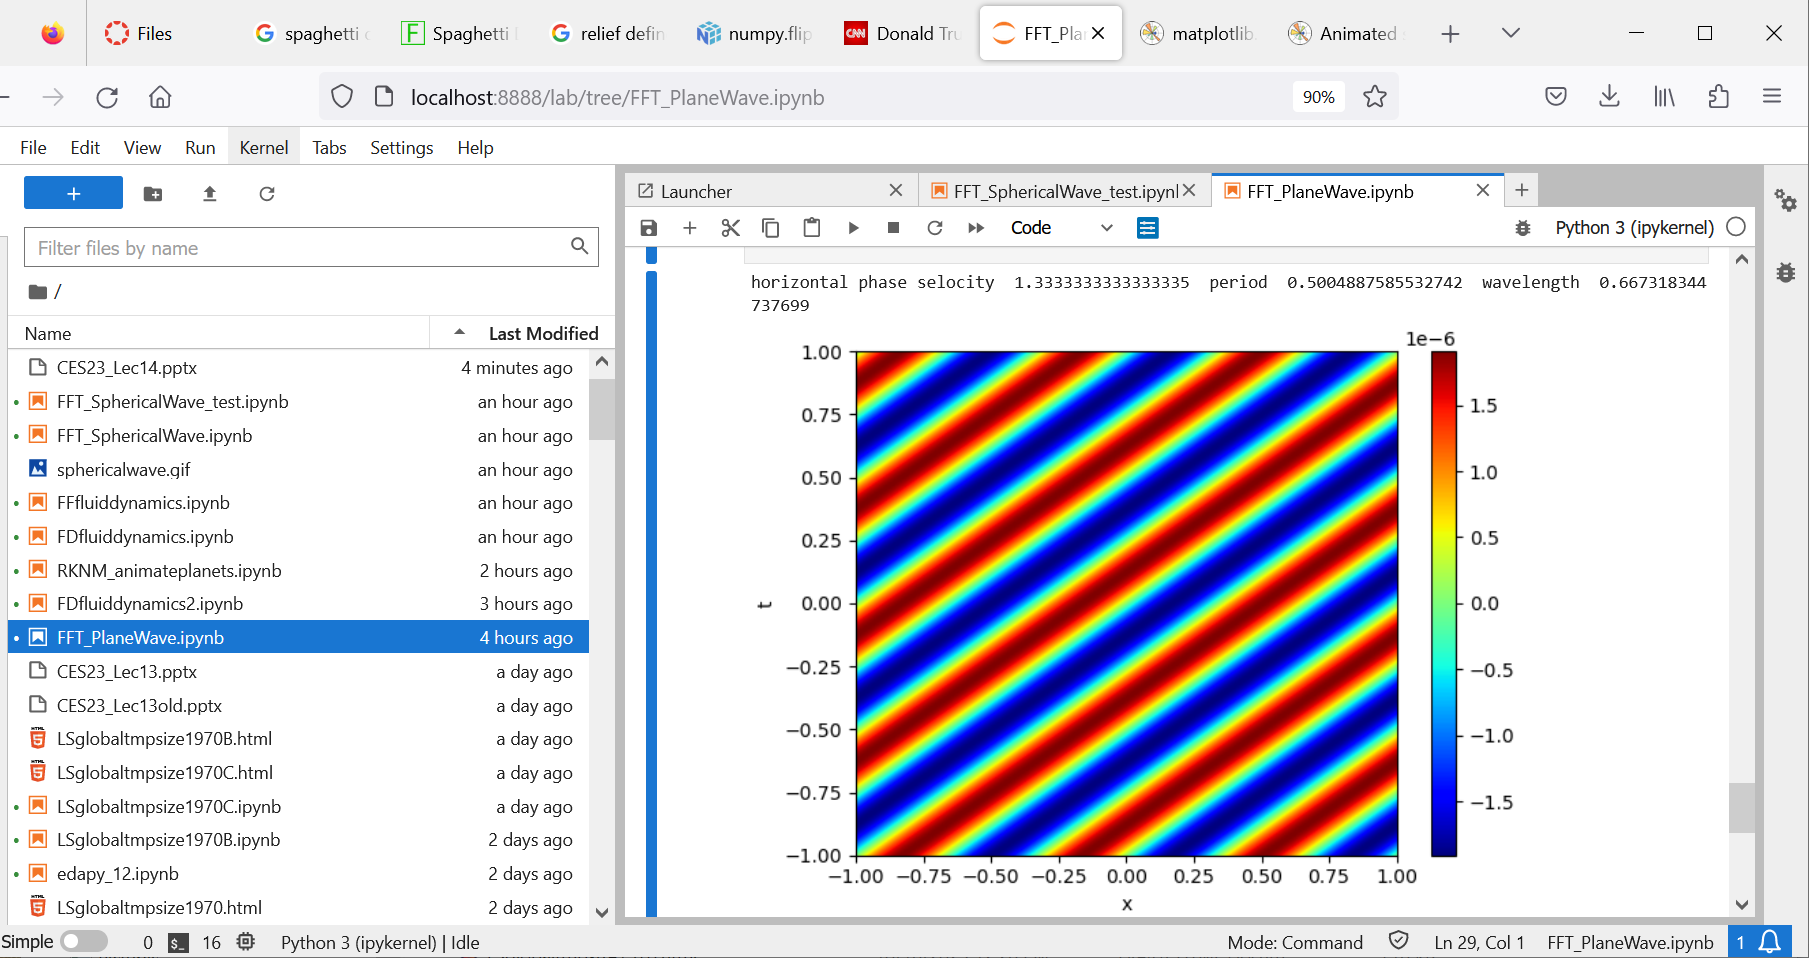 Files
spaghetti
Spaghetti
relief defin
numpy.flip
CNN
Donald Tru
FFT_Pla
matplotlib.
Animated
localhost:8888/lab/tree/FFT_PlaneWave.ipynb
90%
File Edit View Run Kernel Tabs Settings Help
Launcher
FFT_SphericalWave_test.ipynl
FFT_PlaneWave.ipynb
Code
Python 3 (ipykernel)
Filter files by name
/
Name Last Modified
CES23_Lec14.pptx 4 minutes ago
FFT_SphericalWave_test.ipynb an hour ago
FFT_SphericalWave.ipynb an hour ago
sphericalwave.gif an hour ago
FFfluiddynamics.ipynb an hour ago
FDfluiddynamics.ipynb an hour ago
RKNM_animateplanets.ipynb 2 hours ago
FDfluiddynamics2.ipynb 3 hours ago
FFT_PlaneWave.ipynb 4 hours ago
CES23_Lec13.pptx a day ago
CES23_Lec13old.pptx a day ago
LSglobaltmpsize1970B.html a day ago
LSglobaltmpsize1970C.html a day ago
LSglobaltmpsize1970C.ipynb a day ago
LSglobaltmpsize1970B.ipynb 2 days ago
edapy_12.ipynb 2 days ago
LSglobaltmpsize1970.html 2 days ago
horizontal phase selocity 1.3333333333333335 period 0.5004887585532742 wavelength 0.667318344
737699
1e−6
1.00
0.75
0.50
0.25
0.00
−0.25
−0.50
−0.75
−1.00
t
−1.00 −0.75 −0.50 −0.25 0.00 0.25 0.50 0.75 1.00
x
1.5
1.0
0.5
0.0
−0.5
−1.0
−1.5
Simple 0 16 Python 3 (ipykernel) | Idle
Mode: Command Ln 29, Col 1 FFT_PlaneWave.ipynb 1